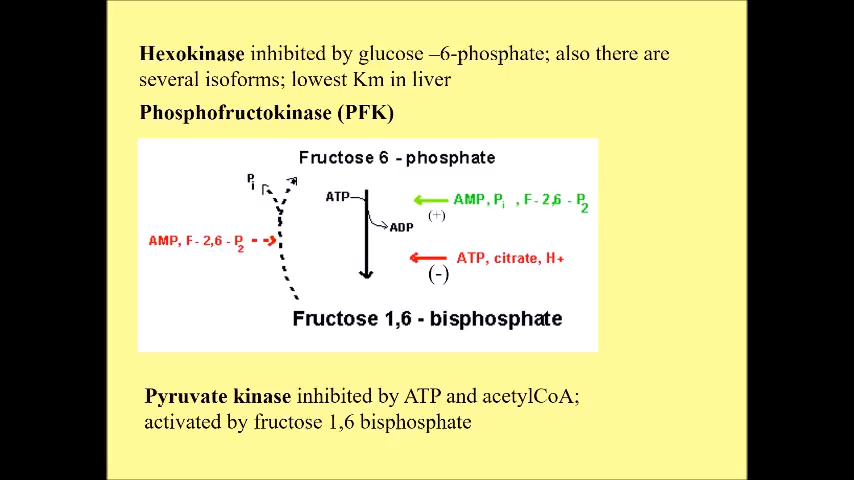 Hexokinase inhibited by glucose –6-phosphate; also there are
several isoforms; lowest Km in liver
Phosphofructokinase (PFK)
Fructose 6 - phosphate
Pi
ATP
AMP, Pi , F- 2,6 - P2
(+)
ADP
AMP, F- 2,6 - P2
ATP, citrate, H+
(-)
Fructose 1,6 - bisphosphate
Pyruvate kinase inhibited by ATP and acetylCoA;
activated by fructose 1,6 bisphosphate